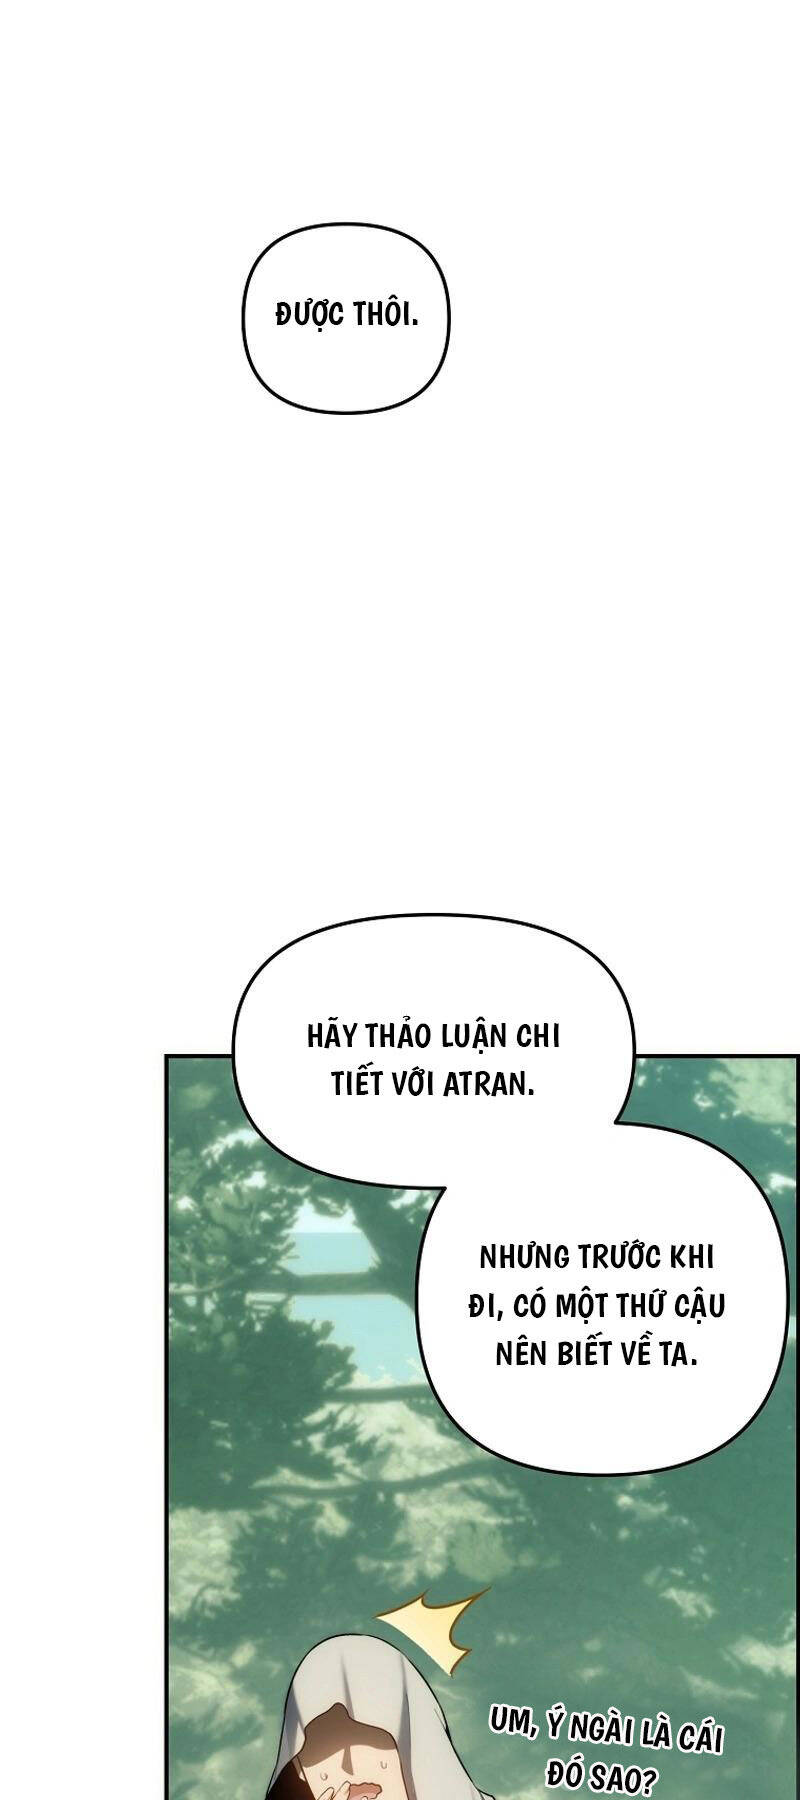 ĐƯỢC THÔI.
HÃY THẢO LUẬN CHI
TIẾT VỚI ATRAN.
NHƯNG TRƯỚC KHI
ĐI, CÓ MỘT THỨ CẬU
NÊN BIẾT VỀ TA.
UM, Ý NGÀI LÀ CÁI
ĐÓ SAO?